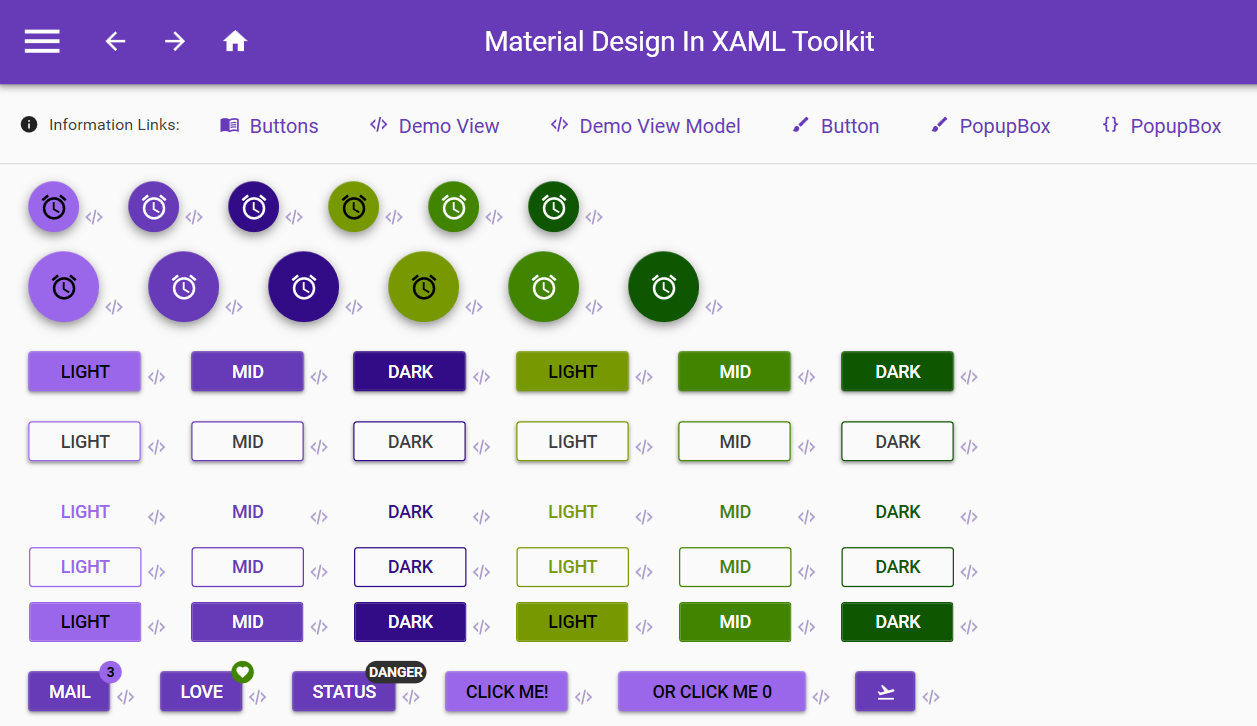 Material Design In XAML Toolkit
Information Links: Buttons </> Demo View </> Demo View Model Button PopupBox {} PopupBox
</> </> </> </> </> </>
</> </> </> </> </> </>
LIGHT </> MID </> DARK </> LIGHT </> MID </> DARK </>
LIGHT </> MID </> DARK </> LIGHT </> MID </> DARK </>
LIGHT </> MID </> DARK </> LIGHT </> MID </> DARK </>
LIGHT </> MID </> DARK </> LIGHT </> MID </> DARK </>
LIGHT </> MID </> DARK </> LIGHT </> MID </> DARK </>
3 DANGER
MAIL </> LOVE </> STATUS </> CLICK ME! </> OR CLICK ME 0 </> </>